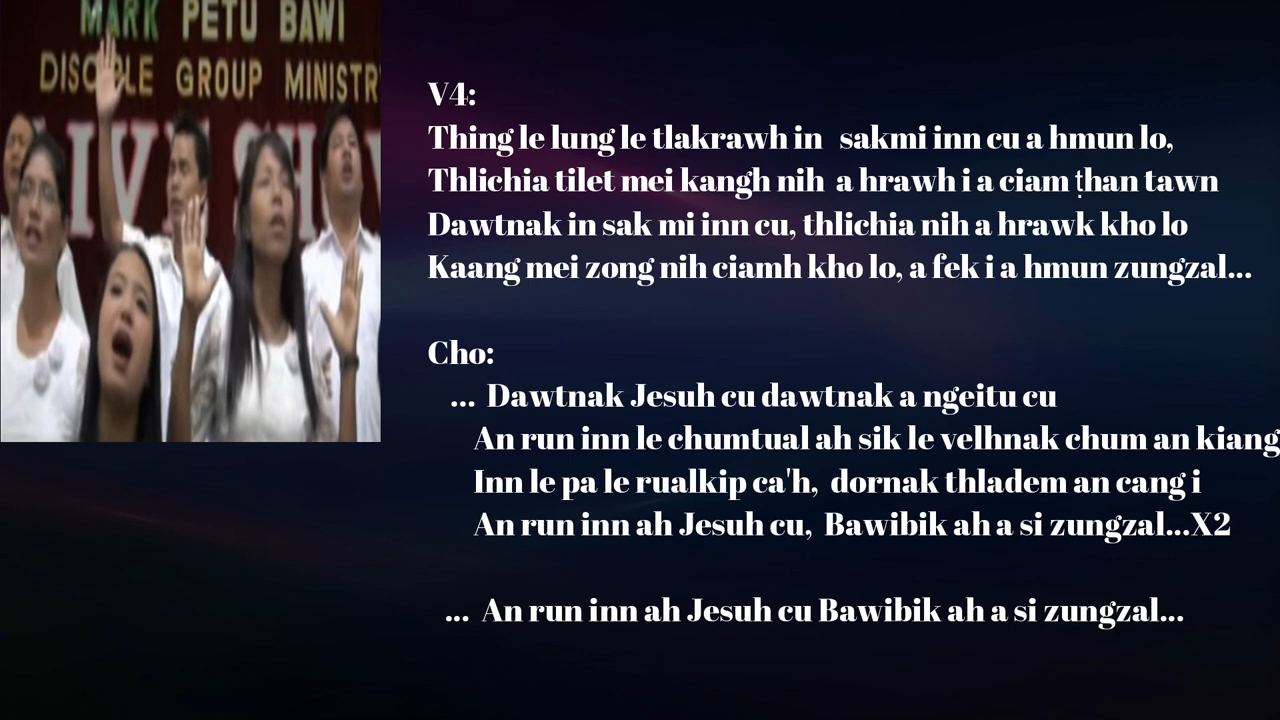 MARK PETU BAWI
DISCIPLE GROUP MINISTR
LIVE SH
V4:
Thing le lung le tlakrawh in sakmi inn cu a hmun lo,
Thlichia tilet mei kangh nih a hrawh i a ciam ṭhan tawn
Dawtnak in sak mi inn cu, thlichia nih a hrawk kho lo
Kaang mei zong nih ciamh kho lo, a fek i a hmun zungzal...
Cho:
... Dawtnak Jesuh cu dawtnak a ngeitu cu
An run inn le chumtual ah sik le velhnak chum an kiang
Inn le pa le rualkip ca'h, dornak thladem an cang i
An run inn ah Jesuh cu, Bawibik ah a si zungzal...X2
... An run inn ah Jesuh cu Bawibik ah a si zungzal...